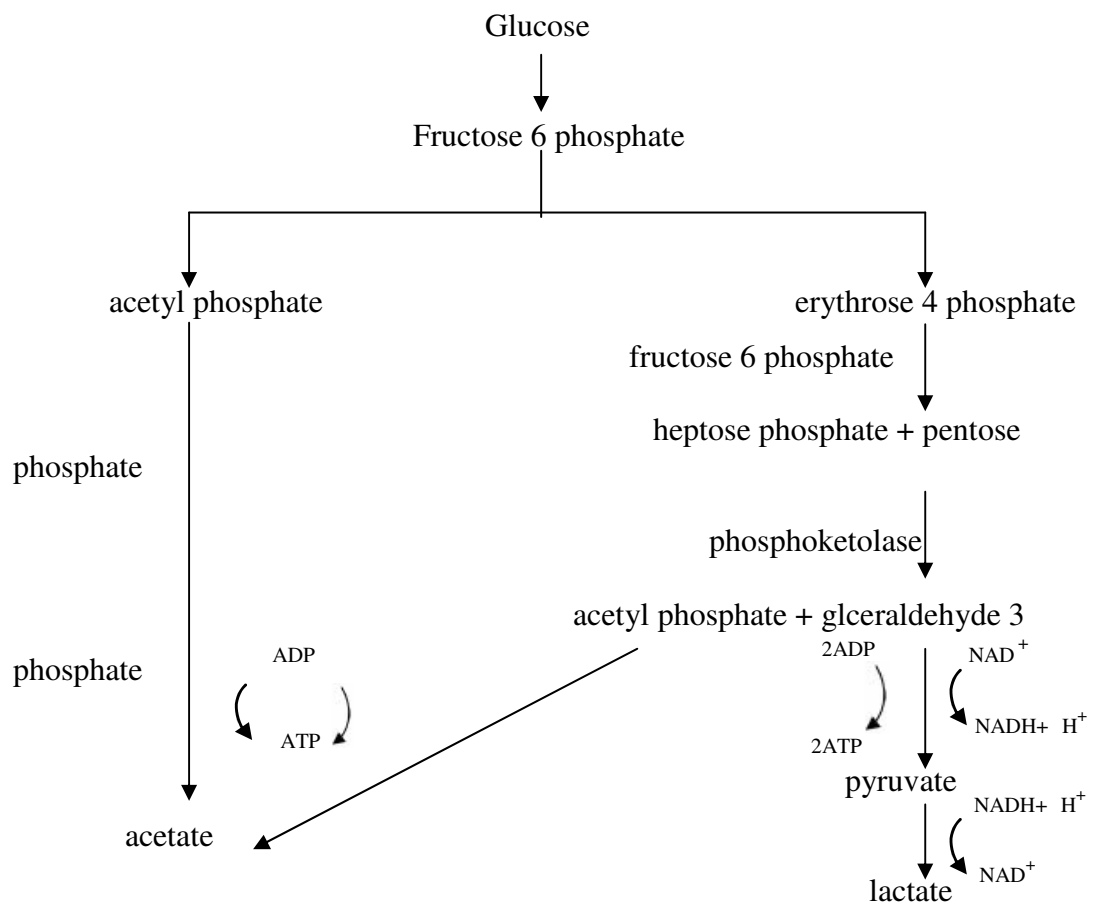 Glucose
Fructose 6 phosphate
acetyl phosphate
erythrose 4 phosphate
fructose 6 phosphate
heptose phosphate + pentose
phosphate
phosphoketolase
acetyl phosphate + glceraldehyde 3
phosphate
ADP
2ADP
NAD+
ATP
2ATP
NADH+ H+
pyruvate
NADH+ H+
acetate
NAD+
lactate